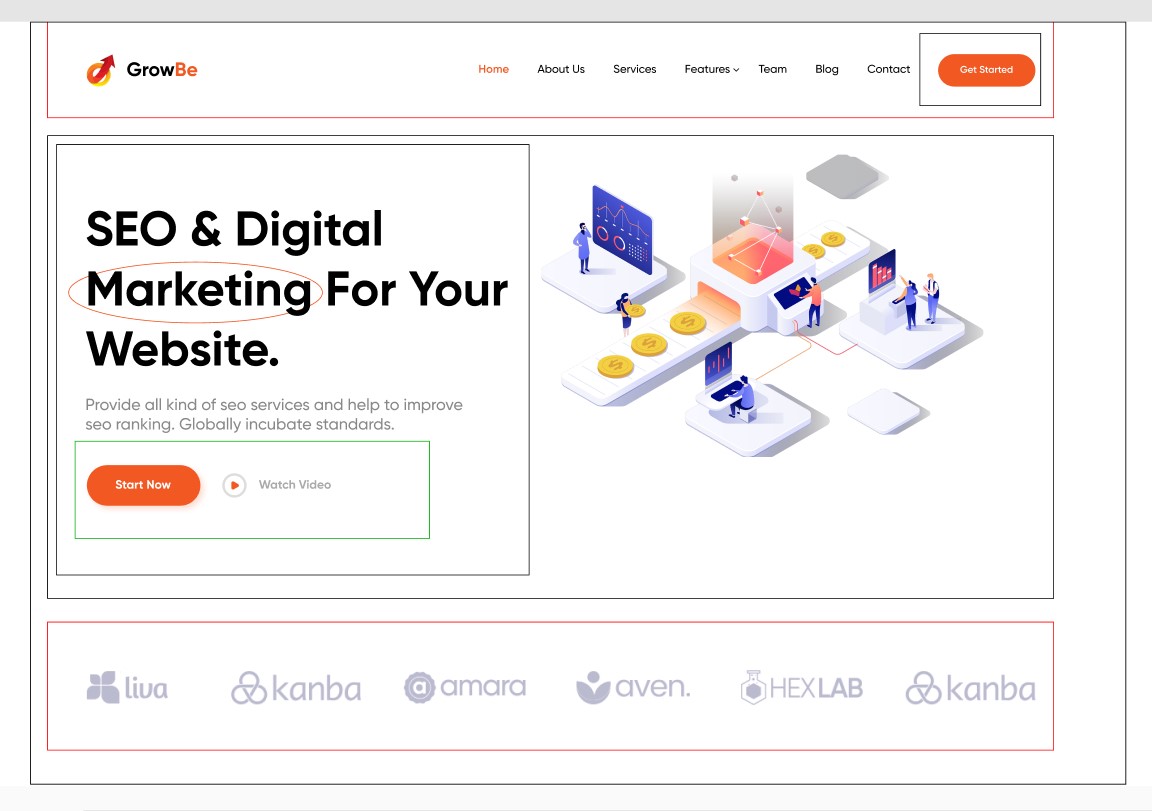 GrowBe
Home About Us Services Features Team Blog Contact Get Started
SEO & Digital
Marketing For Your
Website.
Provide all kind of seo services and help to improve
seo ranking. Globally incubate standards.
Start Now Watch Video
liva kanba @ amara aven. HEXLAB kanba